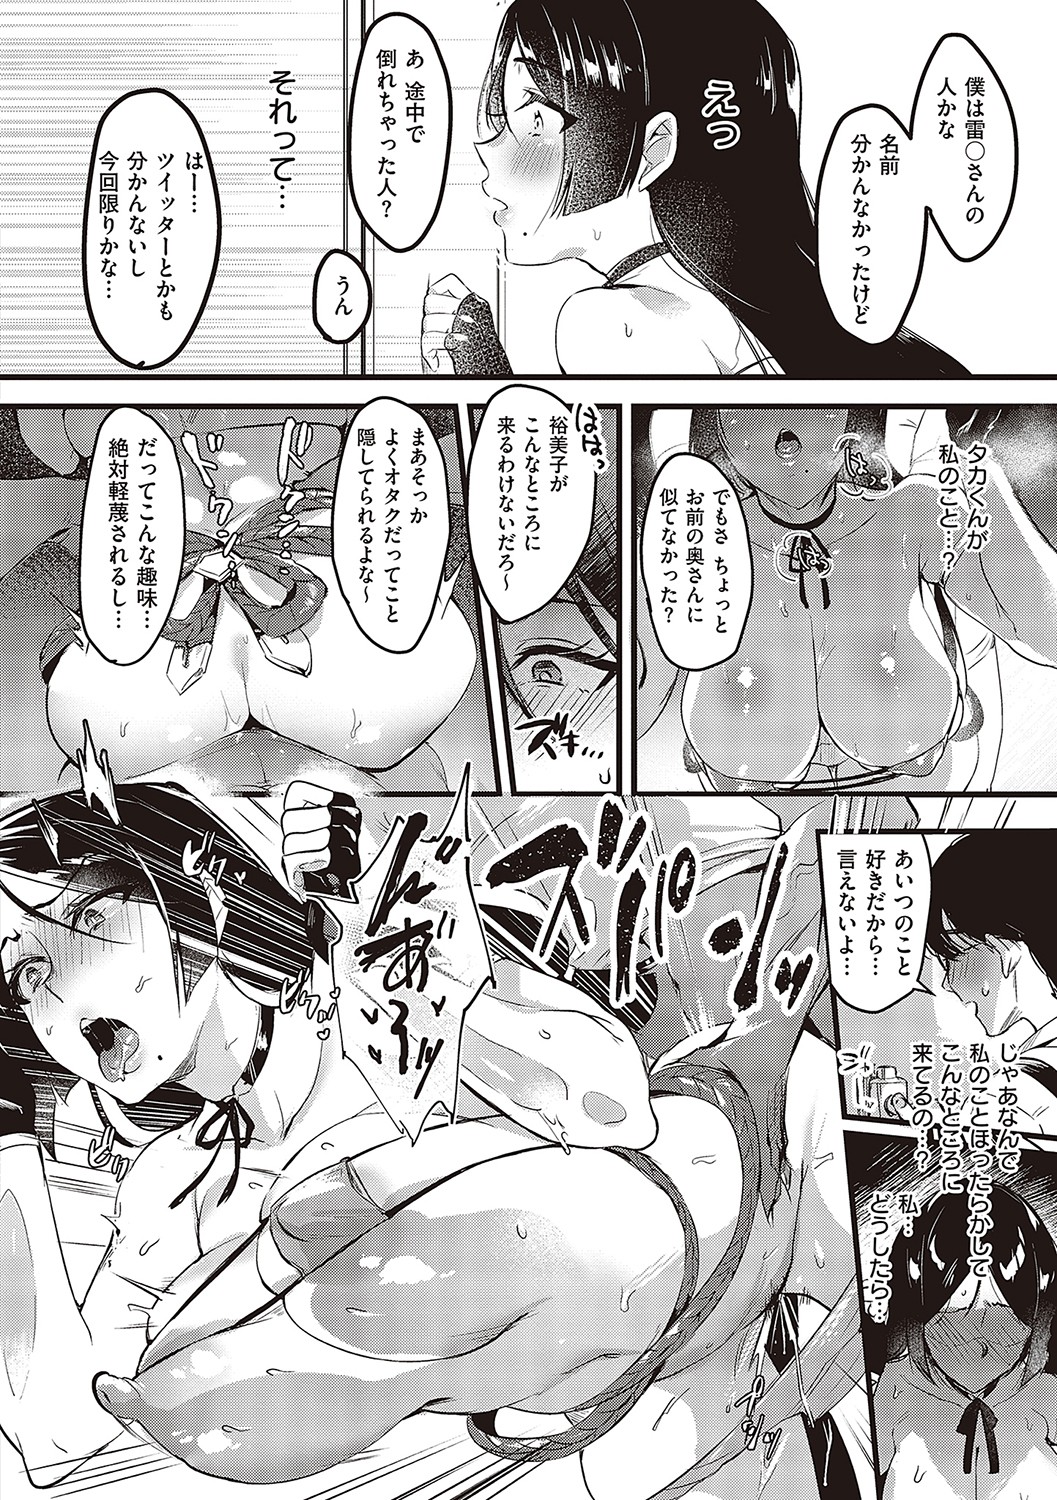 僕は雷○さんの
人かな
名前
分かんなかったけど
えっ
あ 途中で
倒れちゃった人？
うん
それって…
はー…
ツイッターとかも
分かんないし
今回限りかな…
タカくんが
私のこと…？
でもさ ちょっと
お前の奥さんに
似てなかった？
裕美子が
こんなところに
来るわけないだろ〜
ズキ…
まあそっか
よくオタクだってこと
隠してられるよな〜
だってこんな趣味…
絶対軽蔑されるし…
あいつのこと
好きだから…
言えないよ…
じゃあなんで
私のことほったらかして
こんなところに
来てるの…？
私…
どうしたら…
ズパンッ